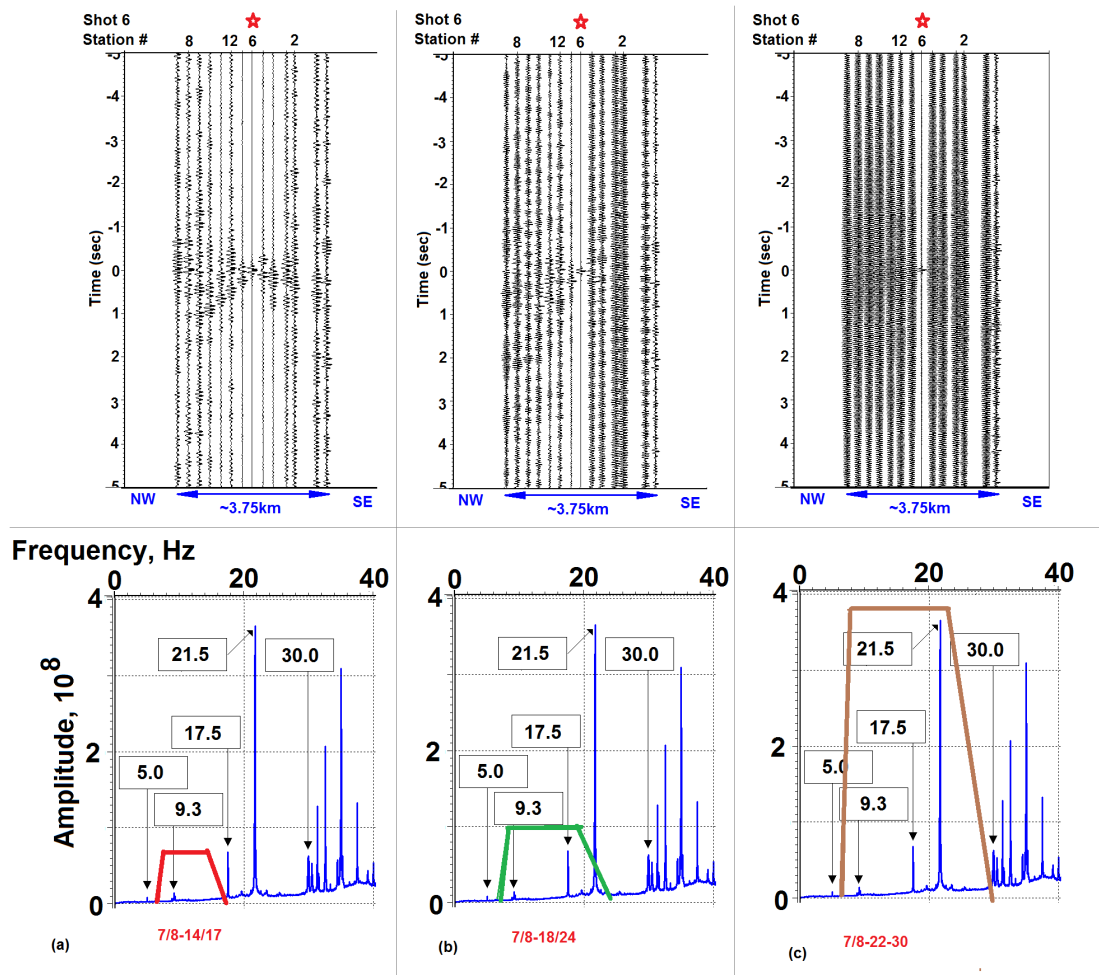 Shot 6
Station # 8 12 6 2
-5
-4
-3
-2
-1
0
1
2
3
4
5
Time (sec)
NW ~3.75km SE
Shot 6
Station # 8 12 6 2
-5
-4
-3
-2
-1
0
1
2
3
4
5
Time (sec)
NW ~3.75km SE
Shot 6
Station # 8 12 6 2
-5
-4
-3
-2
-1
0
1
2
3
4
5
Time (sec)
NW ~3.75km SE
Frequency, Hz
0 20 40
4
2
0
Amplitude, 10^8
21.5 30.0
17.5
5.0
9.3
(a) 7/8-14/17
0 20 40
4
2
0
21.5 30.0
17.5
5.0
9.3
(b) 7/8-18/24
0 20 40
4
2
0
21.5 30.0
17.5
5.0
9.3
(c) 7/8-22-30